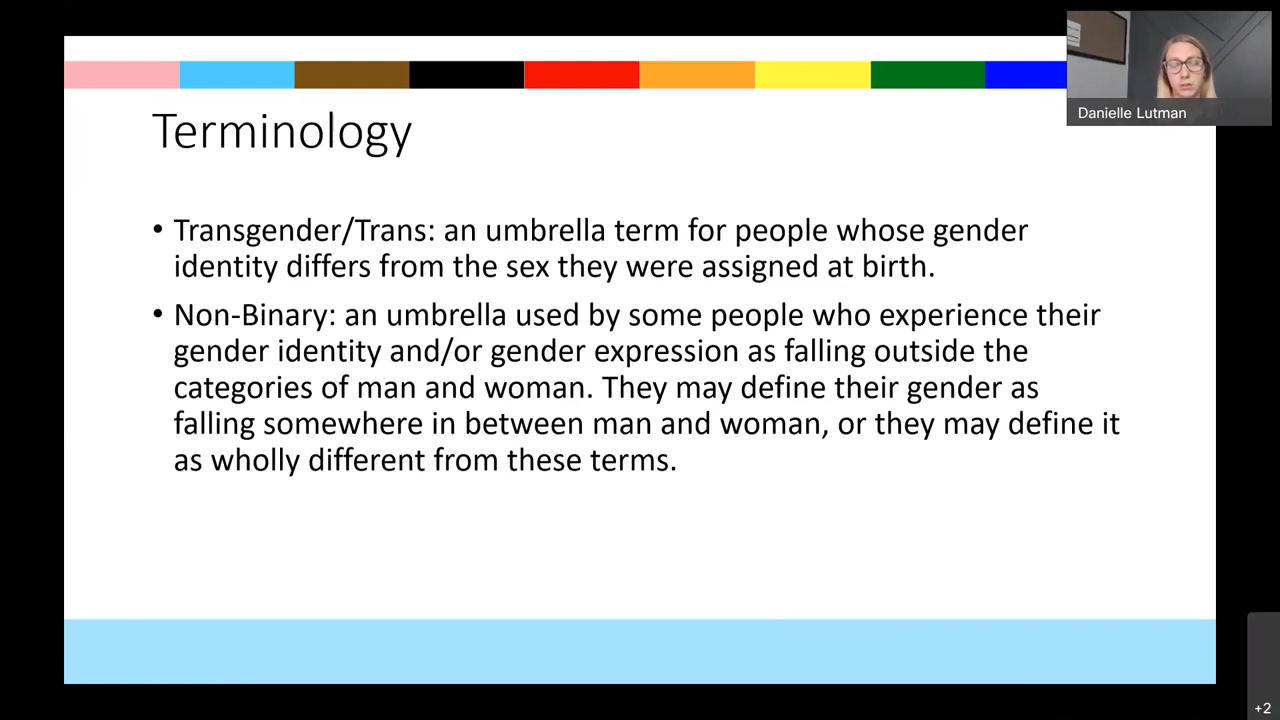 Danielle Lutman
Terminology
• Transgender/Trans: an umbrella term for people whose gender
identity differs from the sex they were assigned at birth.
• Non-Binary: an umbrella used by some people who experience their
gender identity and/or gender expression as falling outside the
categories of man and woman. They may define their gender as
falling somewhere in between man and woman, or they may define it
as wholly different from these terms.
+2